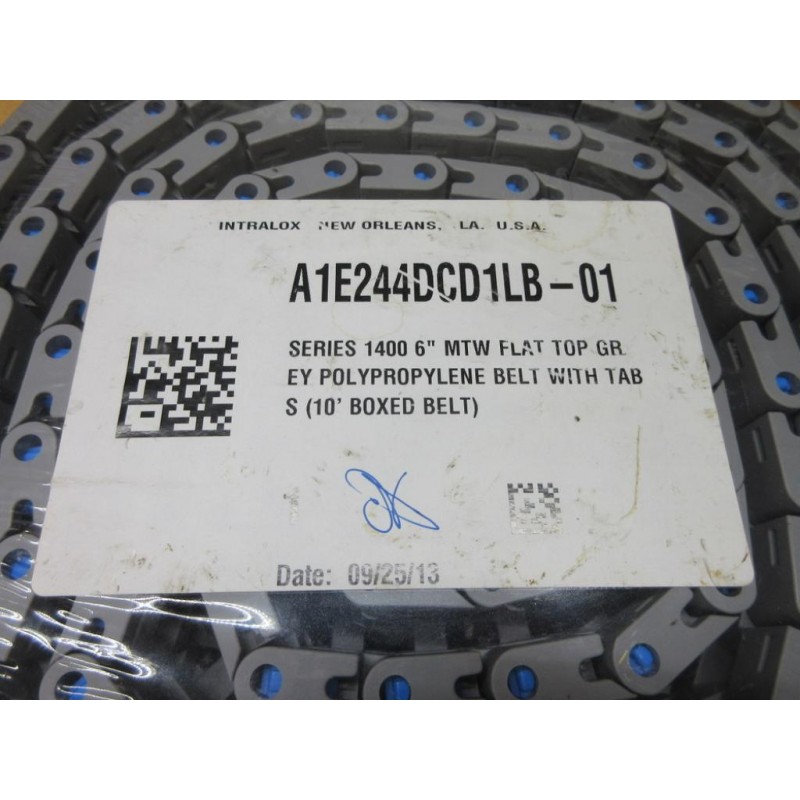 INTRALOX NEW ORLEANS, LA. U.S.A.
A1E244DCD1LB-01
SERIES 1400 6" MTW FLAT TOP GR
EY POLYPROPYLENE BELT WITH TAB
S (10' BOXED BELT)
Date: 09/25/13